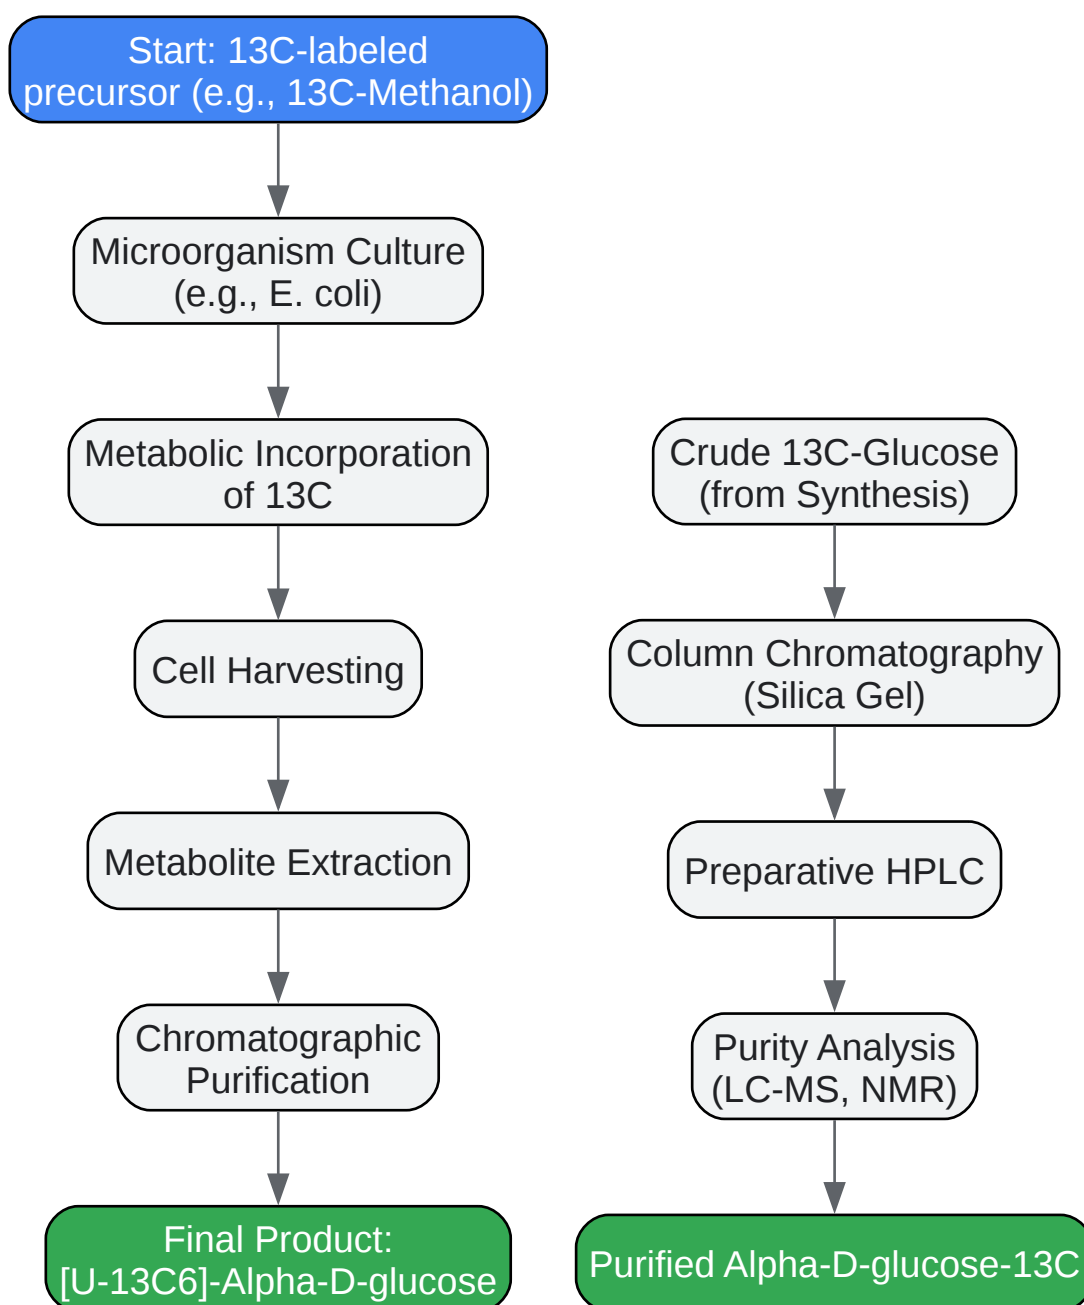 Start: 13C-labeled
precursor (e.g., 13C-Methanol)
Microorganism Culture
(e.g., E. coli)
Metabolic Incorporation
of 13C
Cell Harvesting
Metabolite Extraction
Chromatographic
Purification
Final Product:
[U-13C6]-Alpha-D-glucose
Crude 13C-Glucose
(from Synthesis)
Column Chromatography
(Silica Gel)
Preparative HPLC
Purity Analysis
(LC-MS, NMR)
Purified Alpha-D-glucose-13C